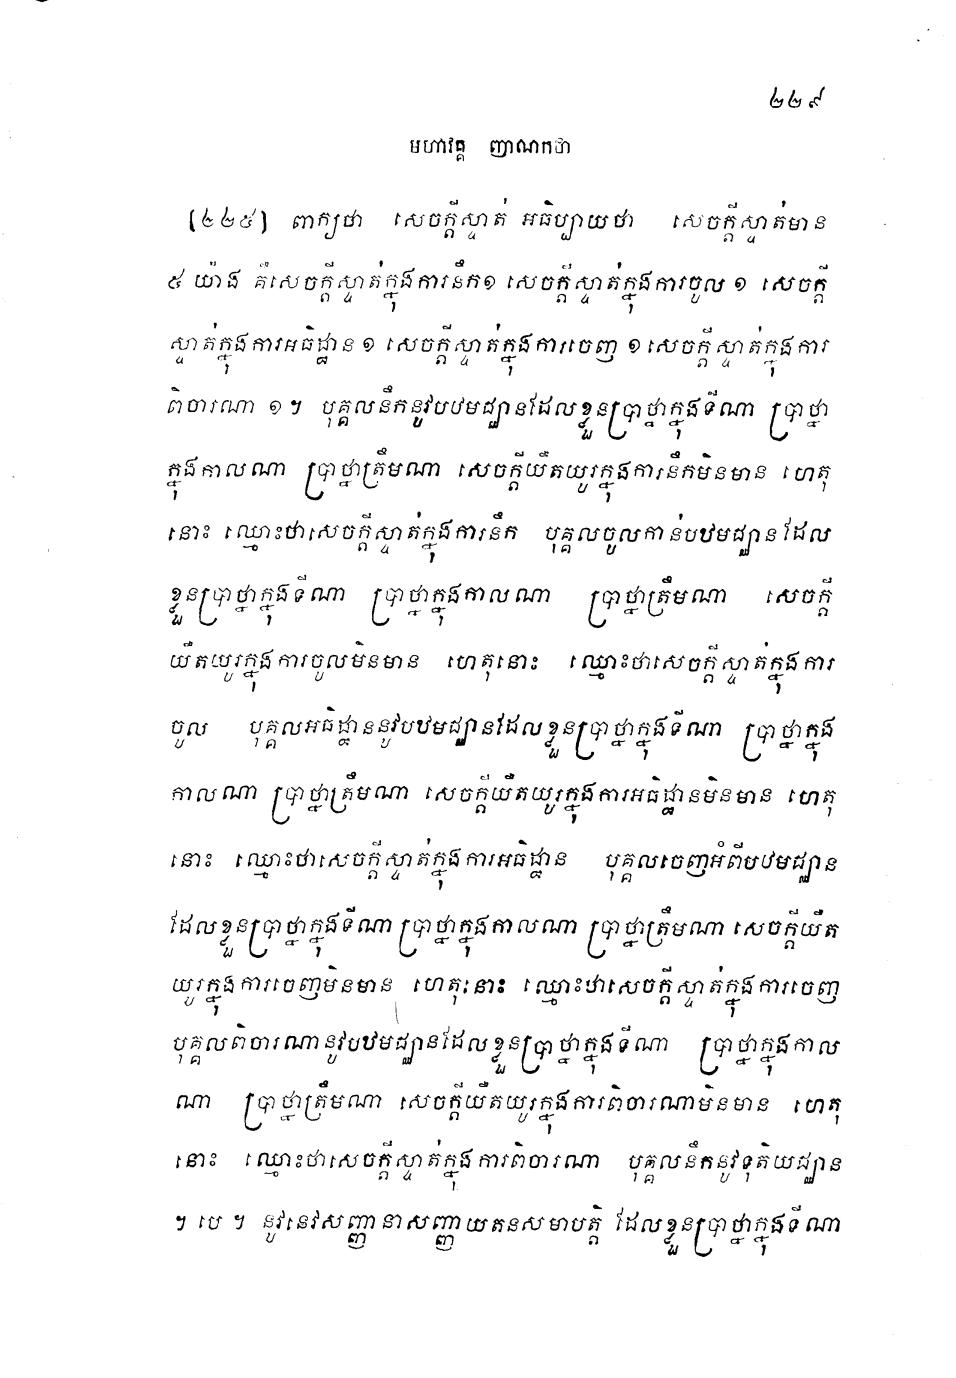 ២២៩
មហាវគ្គ ញាណកថា
(២២៥) ពាក្យថា សេចក្តីស្ទាត់ អធិប្បាយថា សេចក្តីស្ទាត់មាន
៥ យ៉ាង គឺសេចក្តីស្ទាត់ក្នុងការនឹក១ សេចក្តីស្ទាត់ក្នុងការចូល ១ សេចក្តី
ស្ទាត់ក្នុងការអធិដ្ឋាន ១ សេចក្តីស្ទាត់ក្នុងការចេញ ១ សេចក្តីស្ទាត់ក្នុងការ
ពិចារណា ១ ។ បុគ្គលនឹកនូវបឋមជ្ឈានដែលខ្លួនប្រាថ្នាក្នុងទីណា ប្រាថ្នា
ក្នុងកាលណា ប្រាថ្នាត្រឹមណា សេចក្តីយឺតយូរក្នុងការនឹកមិនមាន ហេតុ
នោះ ឈ្មោះថាសេចក្តីស្ទាត់ក្នុងការនឹក បុគ្គលចូលកាន់បឋមជ្ឈានដែល
ខ្លួនប្រាថ្នាក្នុងទីណា ប្រាថ្នាក្នុងកាលណា ប្រាថ្នាត្រឹមណា សេចក្តី
យឺតយូរក្នុងការចូលមិនមាន ហេតុនោះ ឈ្មោះថាសេចក្តីស្ទាត់ក្នុងការ
ចូល បុគ្គលអធិដ្ឋាននូវបឋមជ្ឈានដែលខ្លួនប្រាថ្នាក្នុងទីណា ប្រាថ្នាក្នុង
កាលណា ប្រាថ្នាត្រឹមណា សេចក្តីយឺតយូរក្នុងការអធិដ្ឋានមិនមាន ហេតុ
នោះ ឈ្មោះថាសេចក្តីស្ទាត់ក្នុងការអធិដ្ឋាន បុគ្គលចេញអំពីបឋមជ្ឈាន
ដែលខ្លួនប្រាថ្នាក្នុងទីណា ប្រាថ្នាក្នុងកាលណា ប្រាថ្នាត្រឹមណា សេចក្តីយឺត
យូរក្នុងការចេញមិនមាន ហេតុនោះ ឈ្មោះថាសេចក្តីស្ទាត់ក្នុងការចេញ
បុគ្គលពិចារណានូវបឋមជ្ឈានដែលខ្លួនប្រាថ្នាក្នុងទីណា ប្រាថ្នាក្នុងកាល
ណា ប្រាថ្នាត្រឹមណា សេចក្តីយឺតយូរក្នុងការពិចារណាមិនមាន ហេតុ
នោះ ឈ្មោះថាសេចក្តីស្ទាត់ក្នុងការពិចារណា បុគ្គលនឹកនូវទុតិយជ្ឈាន
។ បេ ។ នូវនេវសញ្ញានាសញ្ញាយតនសមាបត្តិ ដែលខ្លួនប្រាថ្នាក្នុងទីណា